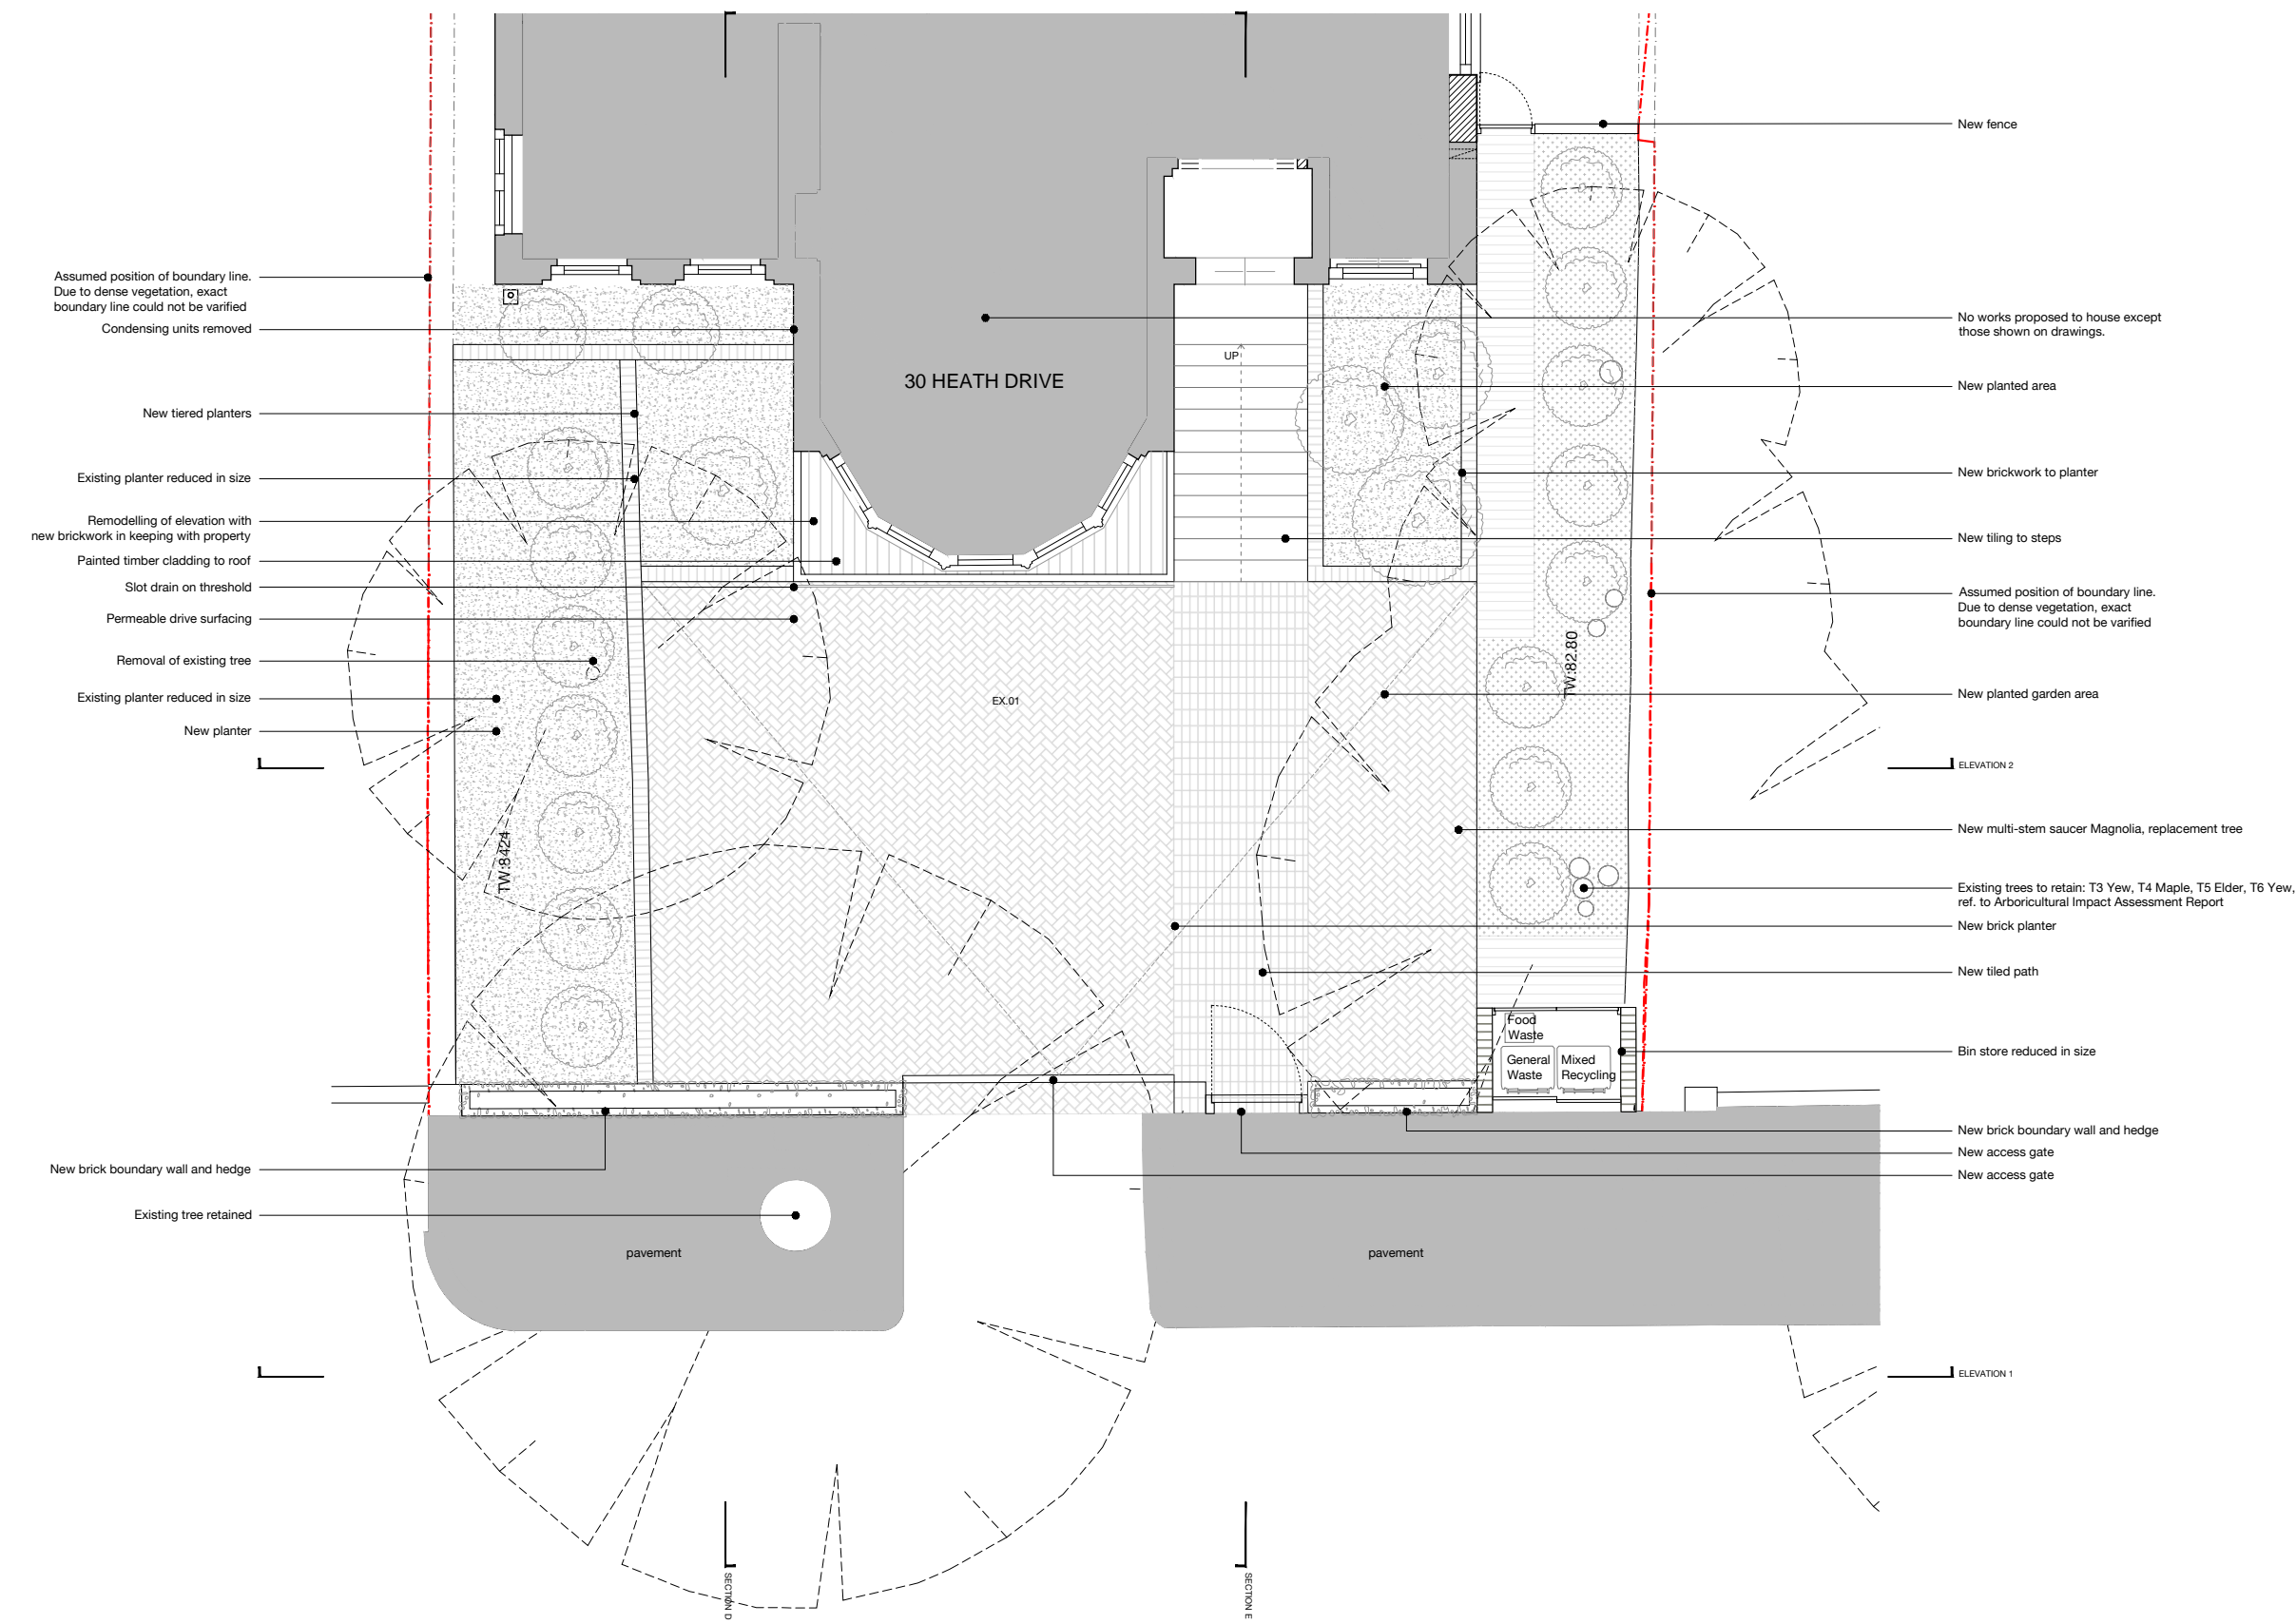 New fence
Assumed position of boundary line.
Due to dense vegetation, exact
boundary line could not be varified
Condensing units removed
New tiered planters
Existing planter reduced in size
Remodelling of elevation with
new brickwork in keeping with property
Painted timber cladding to roof
Slot drain on threshold
Permeable drive surfacing
Removal of existing tree
Existing planter reduced in size
New planter
New brick boundary wall and hedge
Existing tree retained
30 HEATH DRIVE
UP
EX.01
TW:84.24
TW:82.80
Food
Waste
General
Waste
Mixed
Recycling
pavement
pavement
No works proposed to house except
those shown on drawings.
New planted area
New brickwork to planter
New tiling to steps
Assumed position of boundary line.
Due to dense vegetation, exact
boundary line could not be varified
New planted garden area
ELEVATION 2
New multi-stem saucer Magnolia, replacement tree
Existing trees to retain: T3 Yew, T4 Maple, T5 Elder, T6 Yew,
ref. to Arboricultural Impact Assessment Report
New brick planter
New tiled path
Bin store reduced in size
New brick boundary wall and hedge
New access gate
New access gate
ELEVATION 1
SECTION D
SECTION E